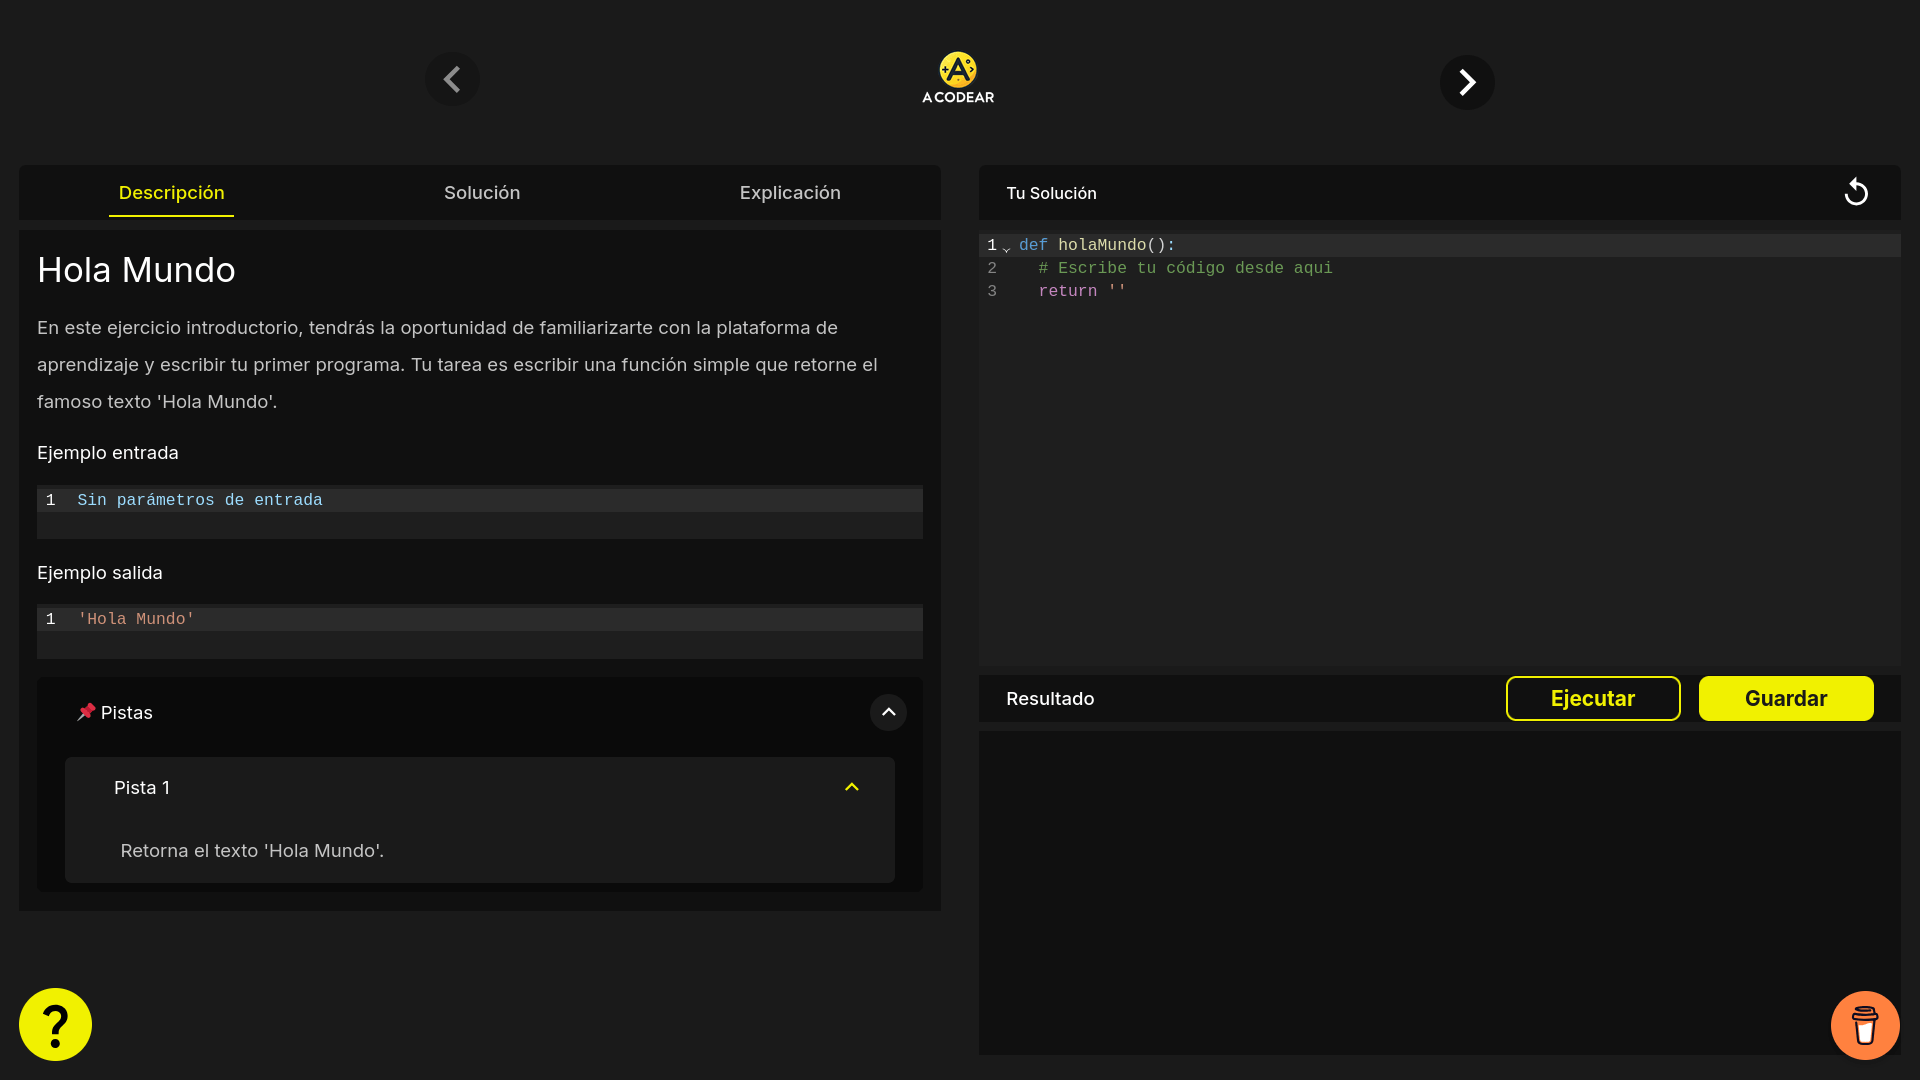 A CODEAR
Descripción
Solución
Explicación
Hola Mundo
En este ejercicio introductorio, tendrás la oportunidad de familiarizarte con la plataforma de
aprendizaje y escribir tu primer programa. Tu tarea es escribir una función simple que retorne el
famoso texto 'Hola Mundo'.
Ejemplo entrada
1 Sin parámetros de entrada
Ejemplo salida
1 'Hola Mundo'
📌 Pistas
Pista 1
Retorna el texto 'Hola Mundo'.
Tu Solución
1 def holaMundo():
2   # Escribe tu código desde aqui
3   return ''
Resultado
Ejecutar
Guardar
?